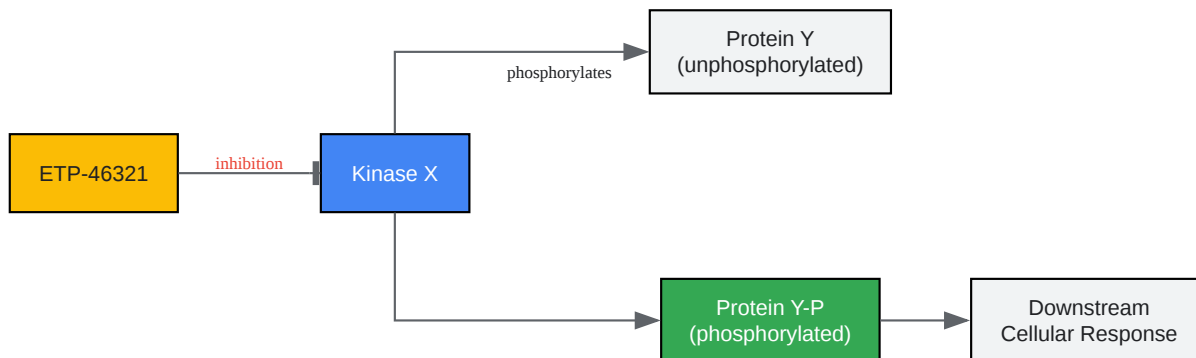 Protein Y
(unphosphorylated)
phosphorylates
ETP-46321
inhibition
Kinase X
Protein Y-P
(phosphorylated)
Downstream
Cellular Response